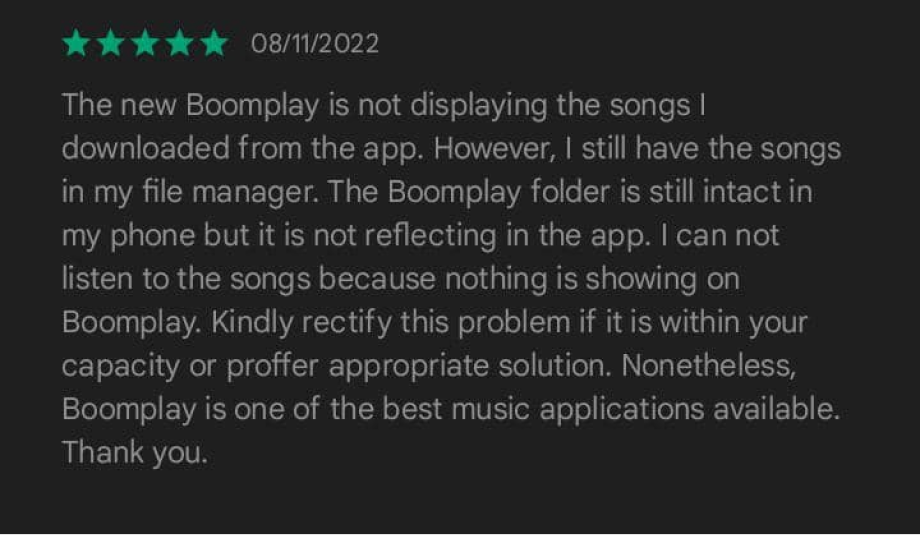 08/11/2022
The new Boomplay is not displaying the songs I
downloaded from the app. However, I still have the songs
in my file manager. The Boomplay folder is still intact in
my phone but it is not reflecting in the app. I can not
listen to the songs because nothing is showing on
Boomplay. Kindly rectify this problem if it is within your
capacity or proffer appropriate solution. Nonetheless,
Boomplay is one of the best music applications available.
Thank you.